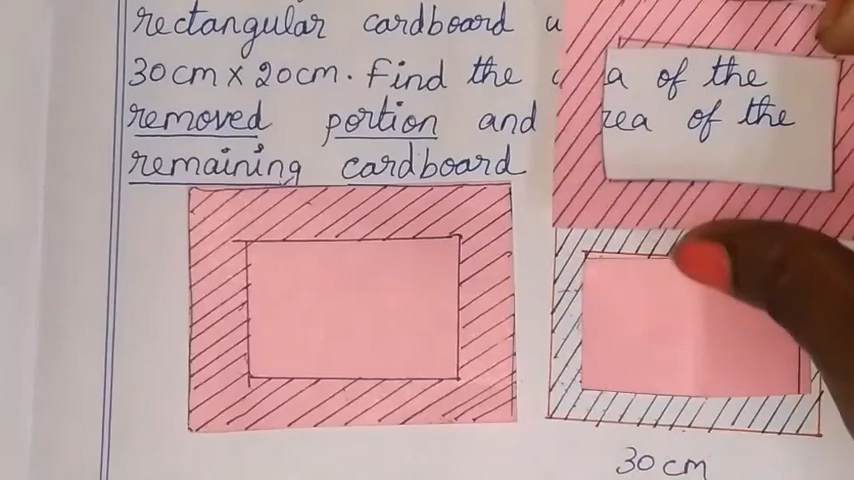 rectangular cardboard
30cm x 20cm. Find the of the
removed portion and of the
remaining cardboard
30 cm